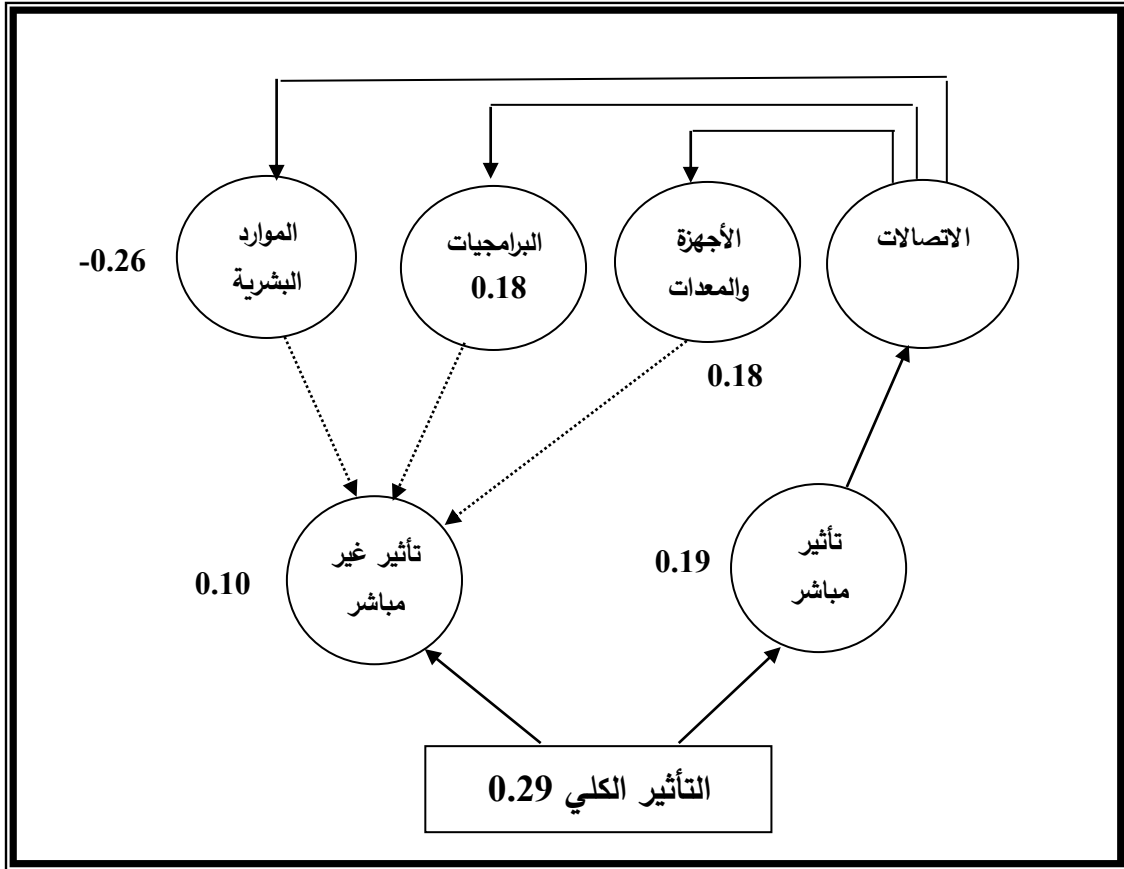 الاتصالات
الأجهزة
والمعدات
0.18
البرامجيات
0.18
الموارد
البشرية
-0.26
تأثير
مباشر
0.19
تأثير غير
مباشر
0.10
التأثير الكلي 0.29